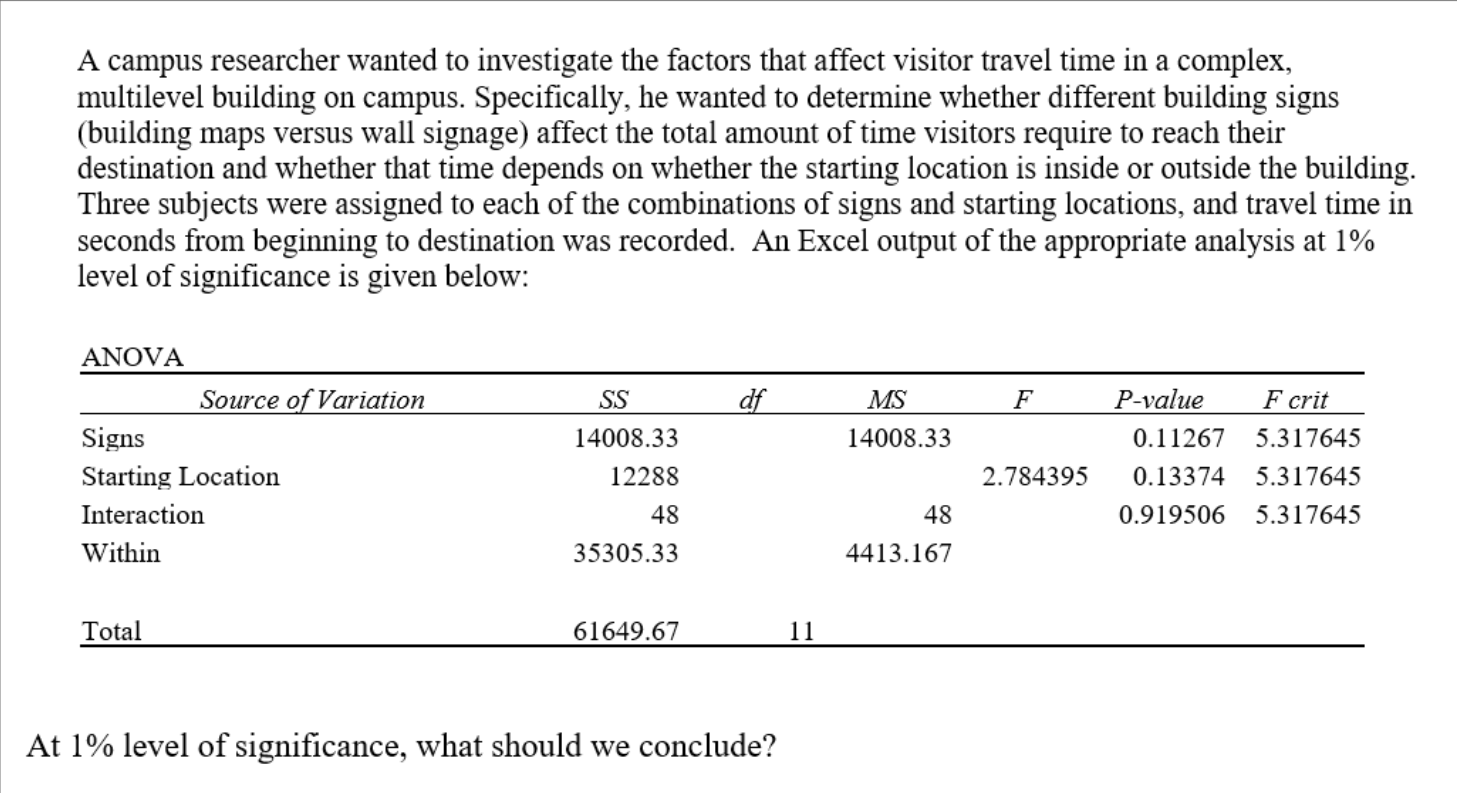 A campus researcher wanted to investigate the factors that affect visitor travel time in a complex,
multilevel building on campus. Specifically, he wanted to determine whether different building signs
(building maps versus wall signage) affect the total amount of time visitors require to reach their
destination and whether that time depends on whether the starting location is inside or outside the building.
Three subjects were assigned to each of the combinations of signs and starting locations, and travel time in
seconds from beginning to destination was recorded. An Excel output of the appropriate analysis at 1%
level of significance is given below:
ANOVA
Source of Variation SS df MS F P-value F crit
Signs 14008.33 14008.33 0.11267 5.317645
Starting Location 12288 2.784395 0.13374 5.317645
Interaction 48 48 0.919506 5.317645
Within 35305.33 4413.167
Total 61649.67 11
At 1% level of significance, what should we conclude?